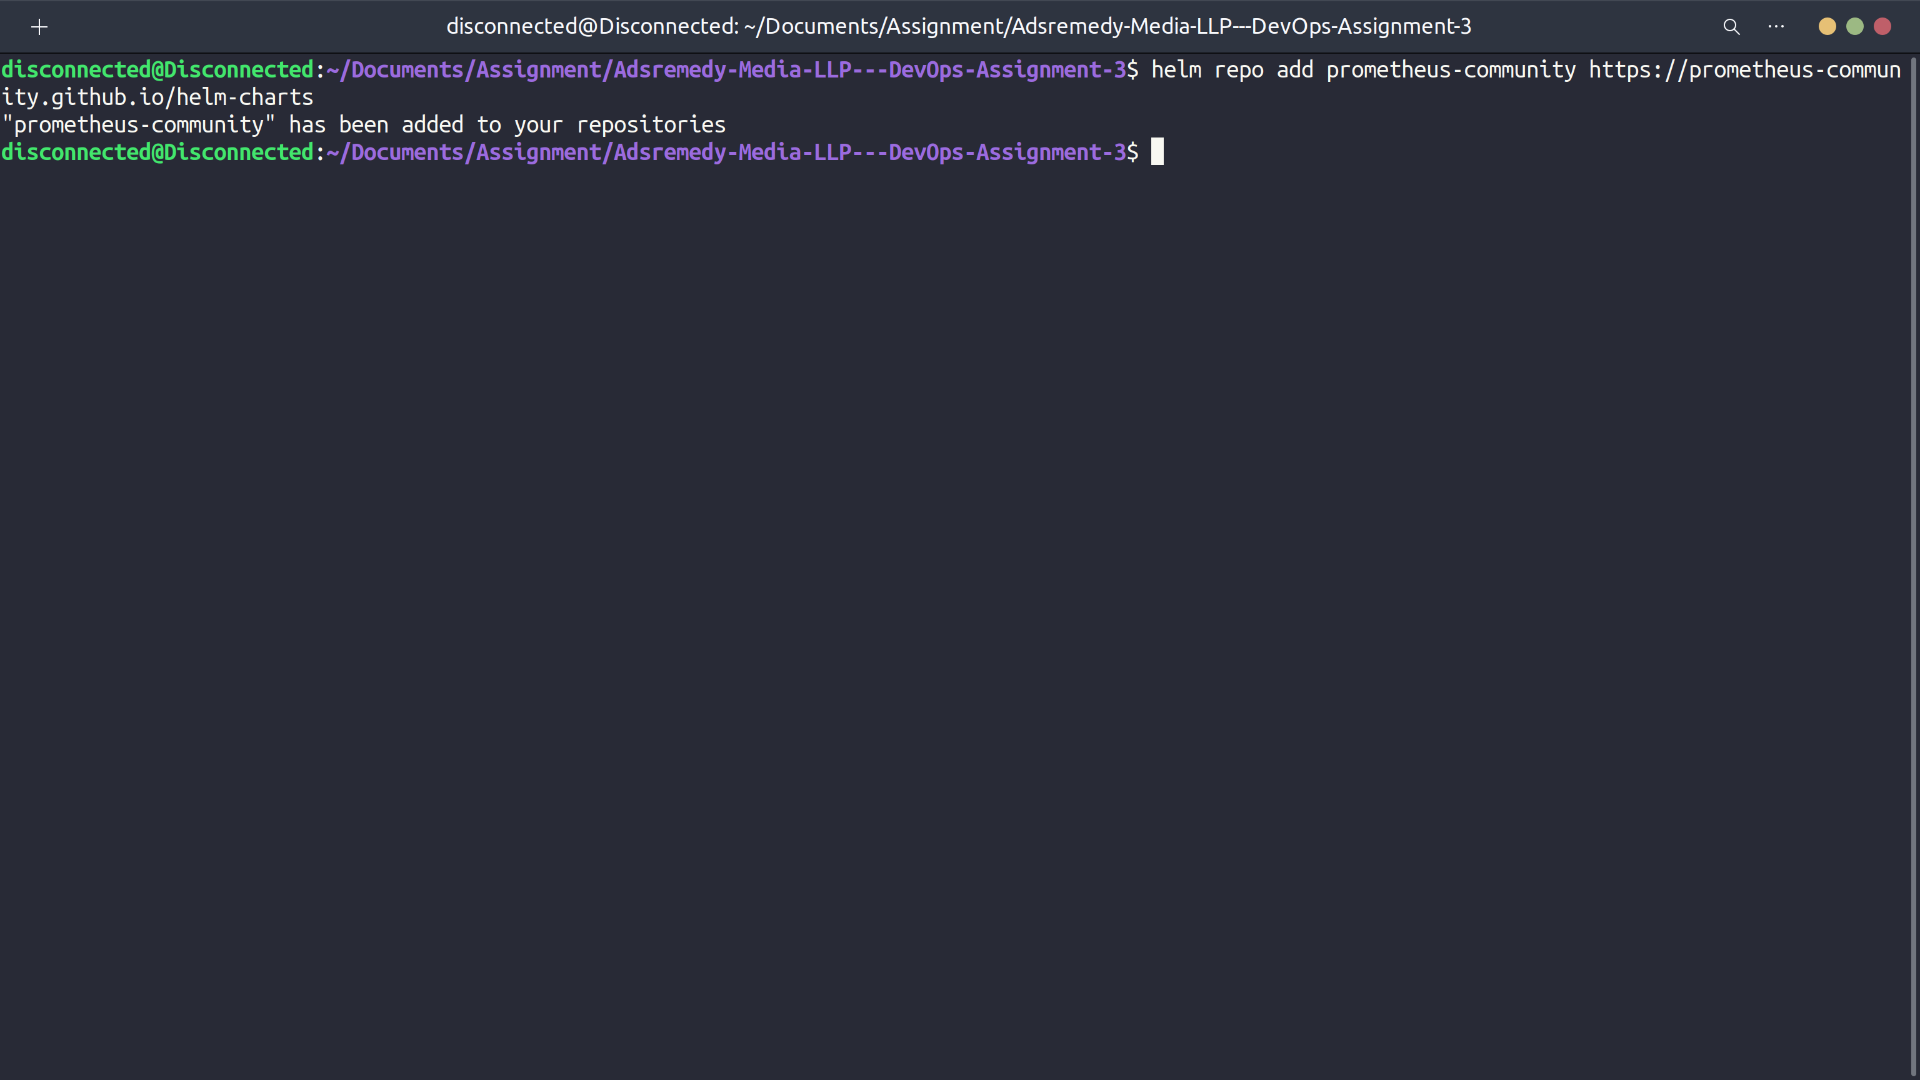 disconnected@Disconnected: ~/Documents/Assignment/Adsremedy-Media-LLP---DevOps-Assignment-3
disconnected@Disconnected:~/Documents/Assignment/Adsremedy-Media-LLP---DevOps-Assignment-3$ helm repo add prometheus-community https://prometheus-commun
ity.github.io/helm-charts
"prometheus-community" has been added to your repositories
disconnected@Disconnected:~/Documents/Assignment/Adsremedy-Media-LLP---DevOps-Assignment-3$